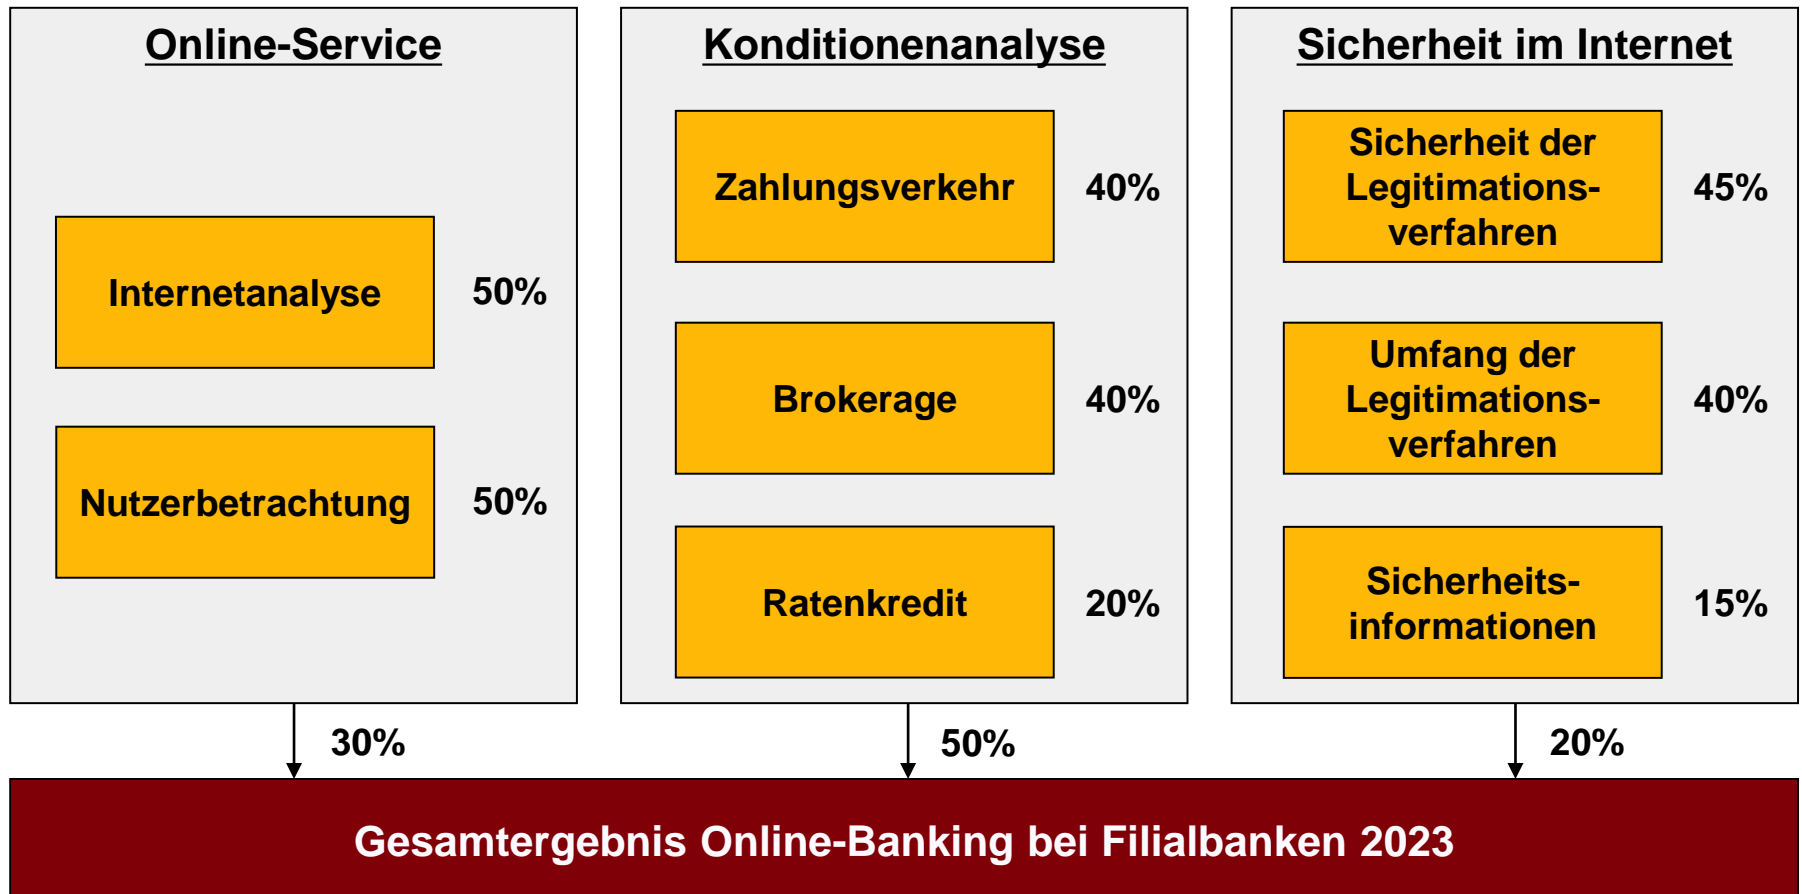 Online-Service
Internetanalyse
50%
Nutzerbetrachtung
50%
30%
Konditionenanalyse
Zahlungsverkehr
40%
Brokerage
40%
Ratenkredit
20%
50%
Sicherheit im Internet
Sicherheit der
Legitimations-
verfahren
45%
Umfang der
Legitimations-
verfahren
40%
Sicherheits-
informationen
15%
20%
Gesamtergebnis Online-Banking bei Filialbanken 2023